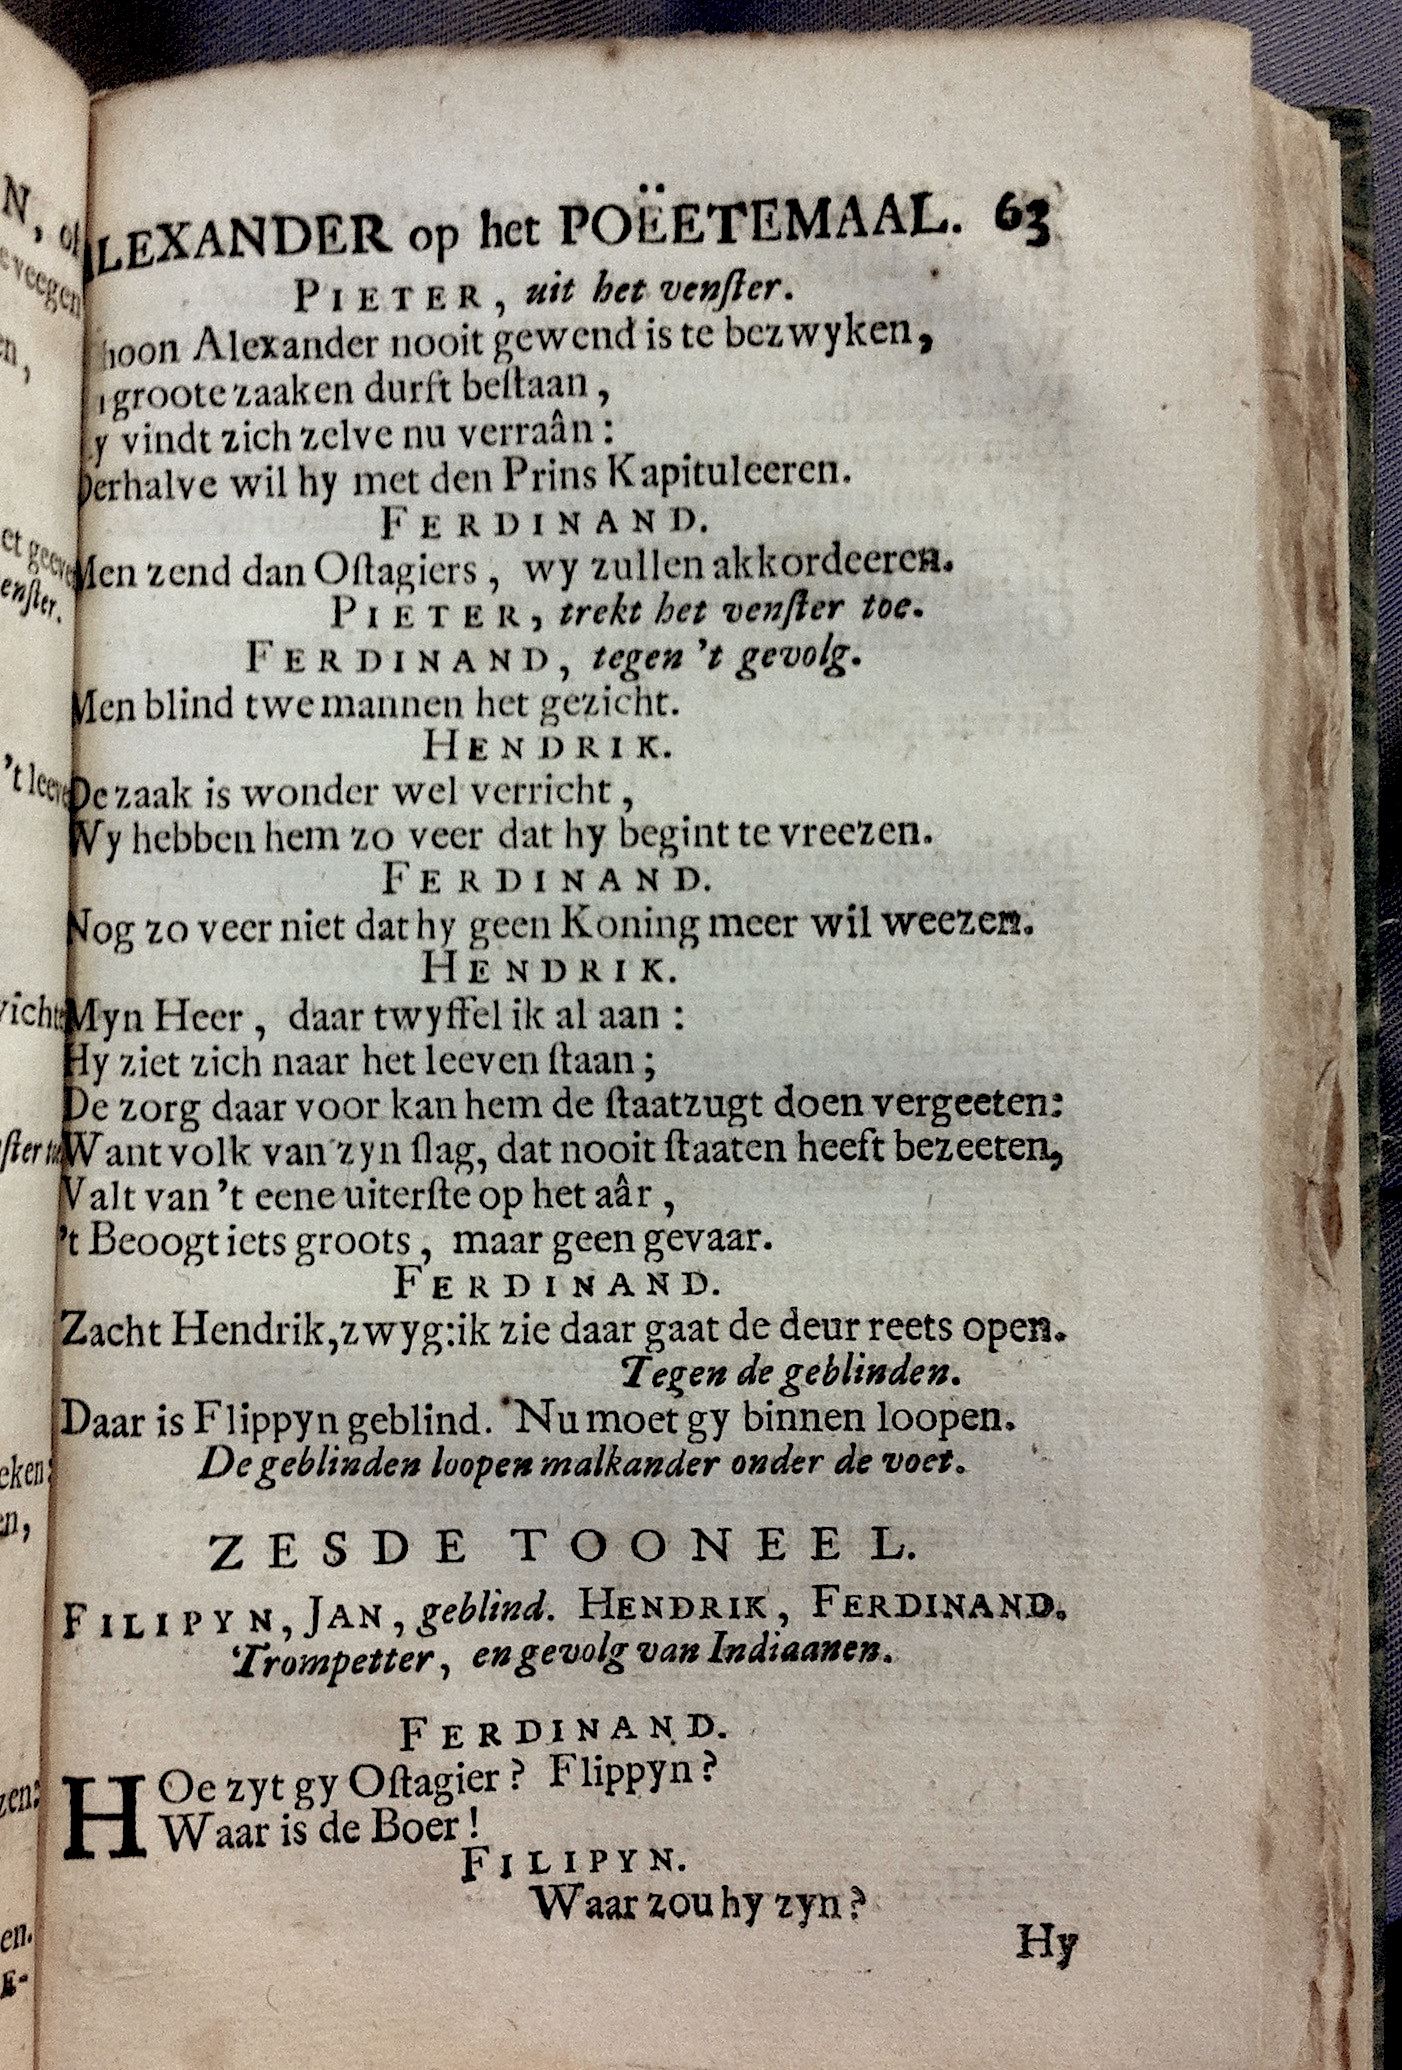 ALEXANDER op het POËETEMAAL. 63
PIETER, uit het venſter.
hoon Alexander nooit gewend is te bezwyken,
groote zaaken durft beſtaan,
y vindt zich zelve nu verraân:
Derhalve wil hy met den Prins Kapituleeren.
FERDINAND.
Men zend dan Oſtagiers, wy zullen akkordeeren.
PIETER, trekt het venſter toe.
FERDINAND, tegen 't gevolg.
Men blind twe mannen het gezicht.
HENDRIK.
De zaak is wonder wel verricht,
Wy hebben hem zo veer dat hy begint te vreezen.
FERDINAND.
Nog zo veer niet dat hy geen Koning meer wil weezen.
HENDRIK.
Myn Heer, daar twyffel ik al aan:
Hy ziet zich naar het leeven ſtaan;
De zorg daar voor kan hem de ſtaatzugt doen vergeeten:
Want volk van zyn ſlag, dat nooit ſtaaten heeft bezeeten,
Valt van 't eene uiterſte op het aâr,
't Beoogt iets groots, maar geen gevaar.
FERDINAND.
Zacht Hendrik, zwyg: ik zie daar gaat de deur reets open.
Tegen de geblinden.
Daar is Flippyn geblind. Nu moet gy binnen loopen.
De geblinden loopen malkander onder de voet.
ZESDE TOONEEL.
FILIPYN, JAN, geblind. HENDRIK, FERDINAND.
Trompetter, en gevolg van Indiaanen.
FERDINAND.
HOe zyt gy Oſtagier? Flippyn?
Waar is de Boer!
FILIPYN.
Waar zou hy zyn?
Hy